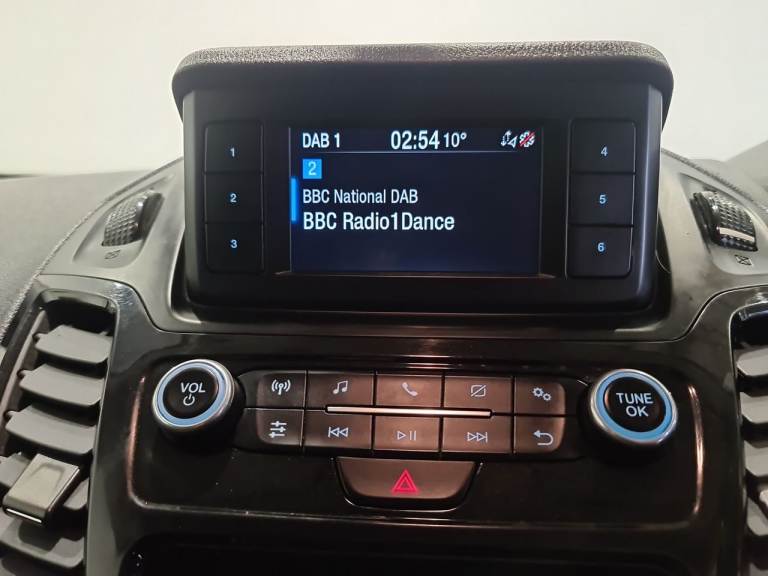 DAB 1 02:54 10°
2
BBC National DAB
BBC Radio1Dance
1
2
3
4
5
6
VOL
TUNE
OK